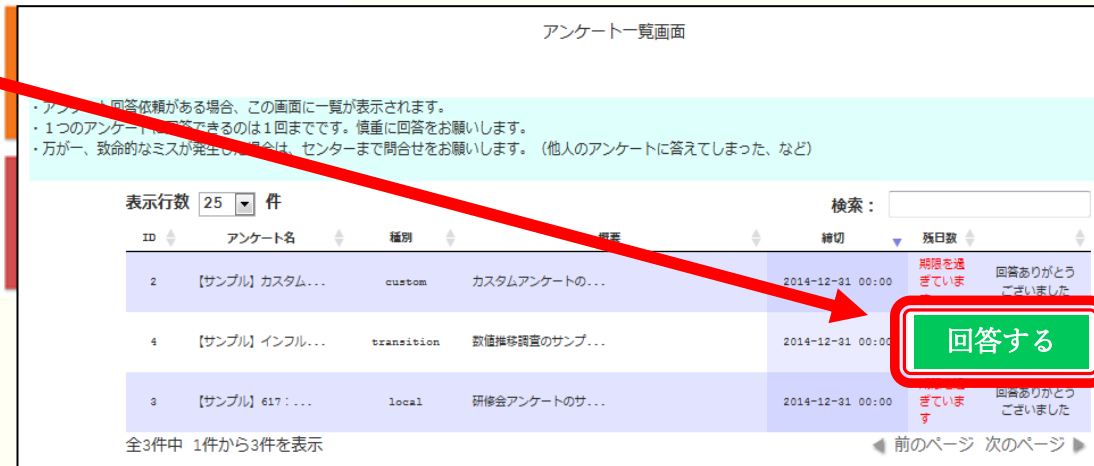 アンケート一覧画面
・アンケート回答依頼がある場合、この画面に一覧が表示されます。
・１つのアンケートに回答できるのは１回までです。慎重に回答をお願いします。
・万が一、致命的なミスが発生した場合は、センターまで問合せをお願いします。（他人のアンケートに答えてしまった、など）
表示行数 25 件 検索：
ID アンケート名 種別 概要 締切 残日数
2 【サンプル】カスタム... custom カスタムアンケートの... 2014-12-31 00:00 期限を過ぎていま 回答ありがとうございました
4 【サンプル】インフル... transition 数値推移調査のサンプ... 2014-12-31 00:00 回答する
3 【サンプル】617：... local 研修会アンケートのサ... 2014-12-31 00:00 ぎています 回答ありがとうございました
全3件中 1件から3件を表示 前のページ 次のページ